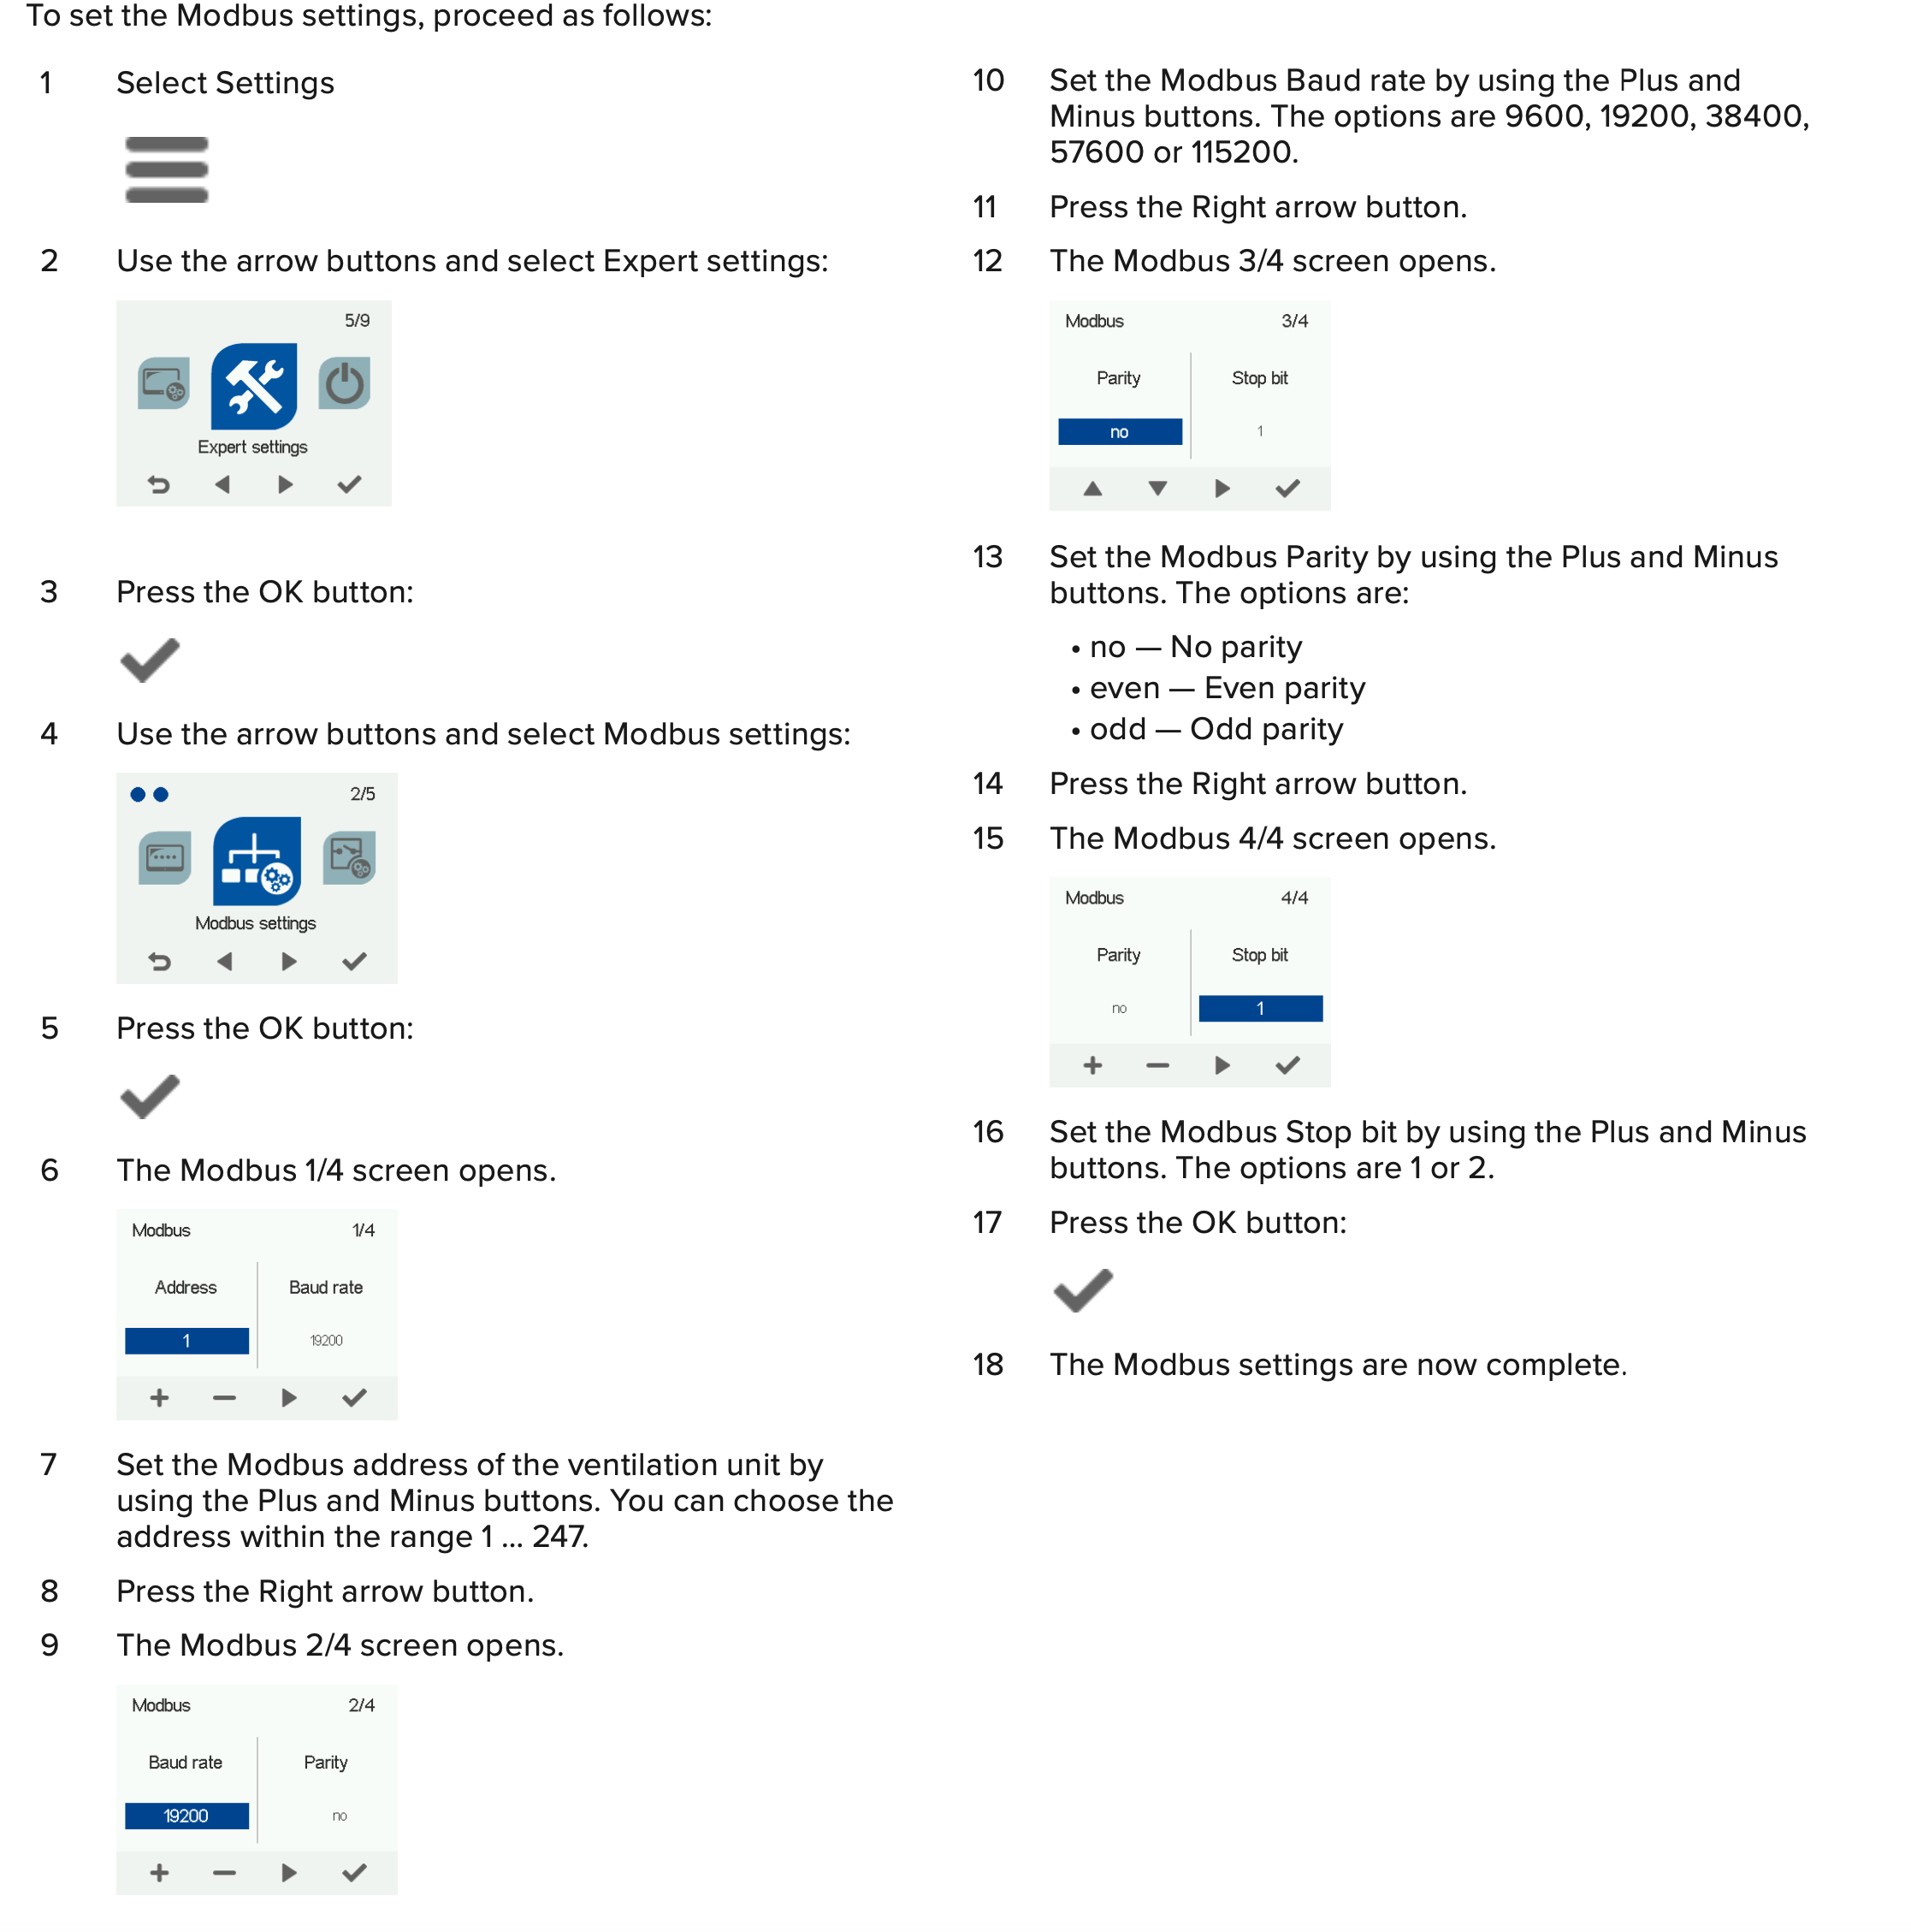 To set the Modbus settings, proceed as follows:
1 Select Settings
2 Use the arrow buttons and select Expert settings:
5/9
Expert settings
3 Press the OK button:
4 Use the arrow buttons and select Modbus settings:
2/5
Modbus settings
5 Press the OK button:
6 The Modbus 1/4 screen opens.
Modbus 1/4
Address Baud rate
1 19200
7 Set the Modbus address of the ventilation unit by
using the Plus and Minus buttons. You can choose the
address within the range 1 ... 247.
8 Press the Right arrow button.
9 The Modbus 2/4 screen opens.
Modbus 2/4
Baud rate Parity
19200 no
10 Set the Modbus Baud rate by using the Plus and
Minus buttons. The options are 9600, 19200, 38400,
57600 or 115200.
11 Press the Right arrow button.
12 The Modbus 3/4 screen opens.
Modbus 3/4
Parity Stop bit
no 1
13 Set the Modbus Parity by using the Plus and Minus
buttons. The options are:
• no — No parity
• even — Even parity
• odd — Odd parity
14 Press the Right arrow button.
15 The Modbus 4/4 screen opens.
Modbus 4/4
Parity Stop bit
no 1
16 Set the Modbus Stop bit by using the Plus and Minus
buttons. The options are 1 or 2.
17 Press the OK button:
18 The Modbus settings are now complete.